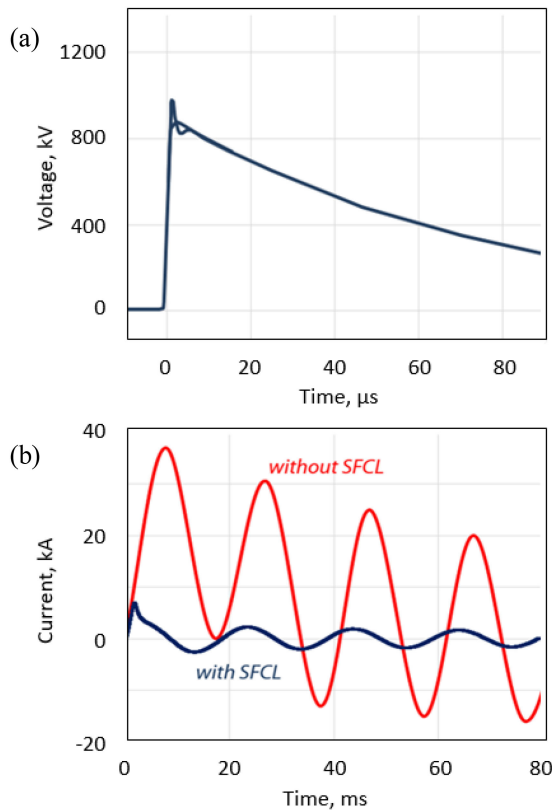 (a)
1200
800
400
0
Voltage, kV
0 20 40 60 80
Time, µs
(b)
40
20
0
-20
Current, kA
without SFCL
with SFCL
0 20 40 60 80
Time, ms